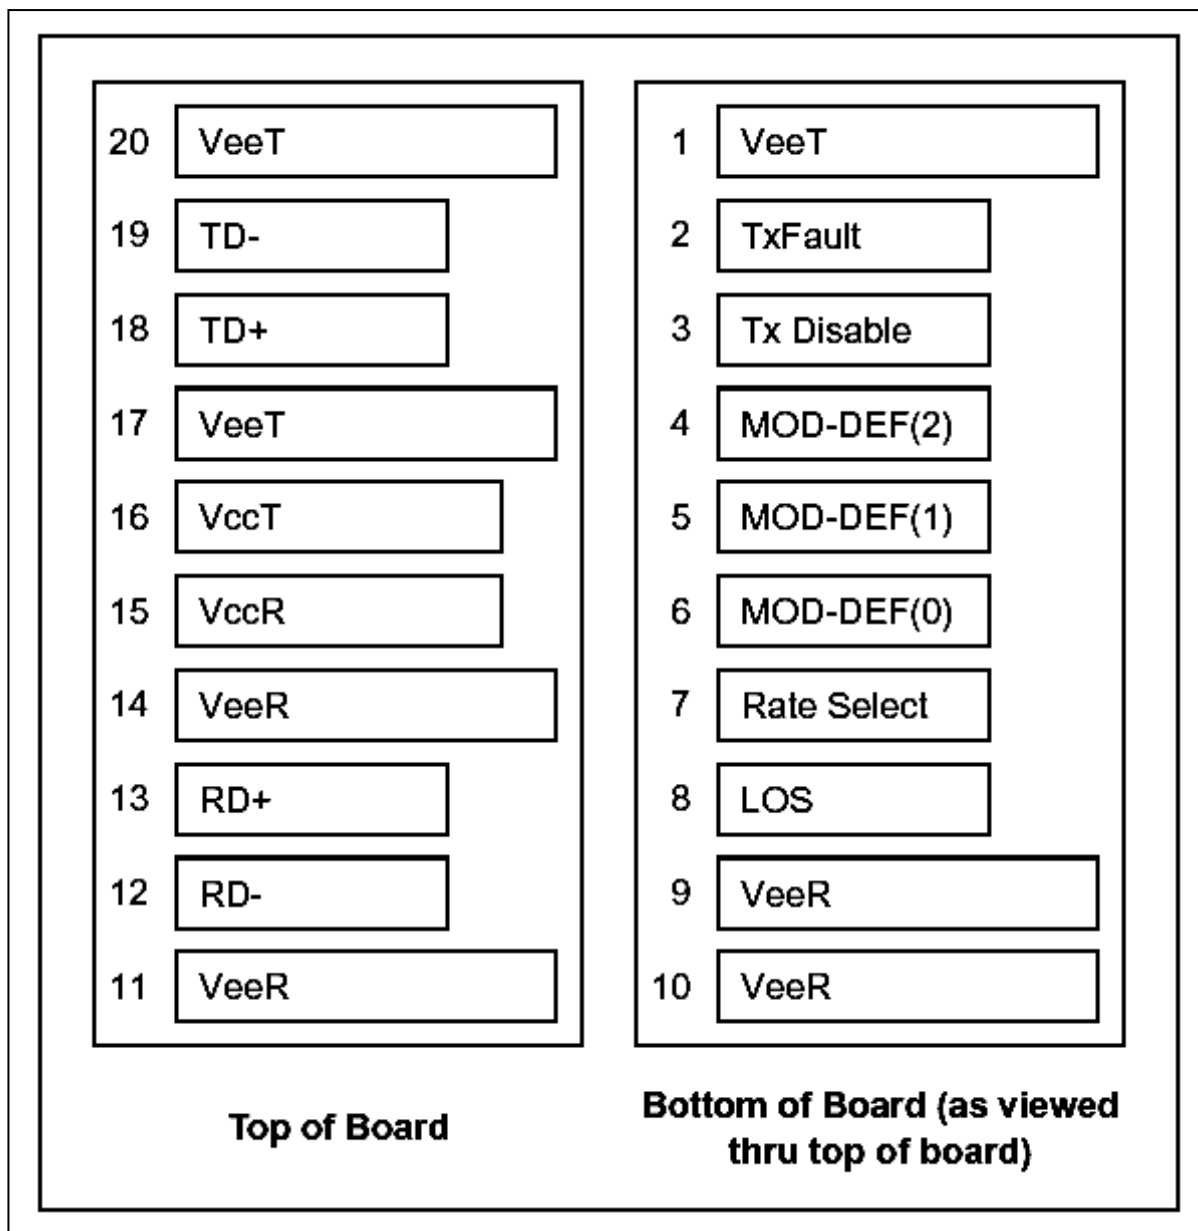 20 VeeT
19 TD-
18 TD+
17 VeeT
16 VccT
15 VccR
14 VeeR
13 RD+
12 RD-
11 VeeR
Top of Board
1 VeeT
2 TxFault
3 Tx Disable
4 MOD-DEF(2)
5 MOD-DEF(1)
6 MOD-DEF(0)
7 Rate Select
8 LOS
9 VeeR
10 VeeR
Bottom of Board (as viewed
thru top of board)